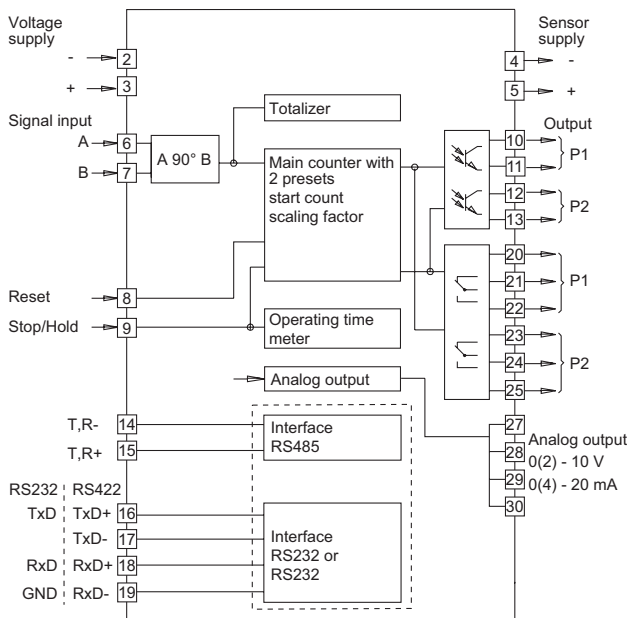 Voltage supply
- 2
+ 3
Signal input
A 6
B 7
A 90° B
Totalizer
Main counter with
2 presets
start count
scaling factor
Reset 8
Stop/Hold 9
Operating time
meter
Analog output
T,R- 14
T,R+ 15
Interface
RS485
RS232 RS422
TxD TxD+ 16
TxD- 17
RxD RxD+ 18
GND RxD- 19
Interface
RS232 or
RS232
Sensor supply
4 -
5 +
Output
10
11
P1
12
13
P2
20
21
22
P1
23
24
25
P2
27
28
29
30
Analog output
0(2) - 10 V
0(4) - 20 mA